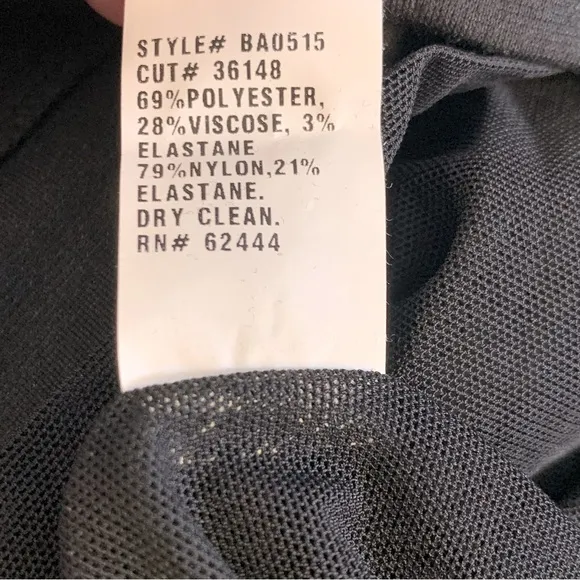 STYLE# BA0515
CUT# 36148
69%POLYESTER,
28%VISCOSE, 3%
ELASTANE
79%NYLON,21%
ELASTANE.
DRY CLEAN.
RN# 62444